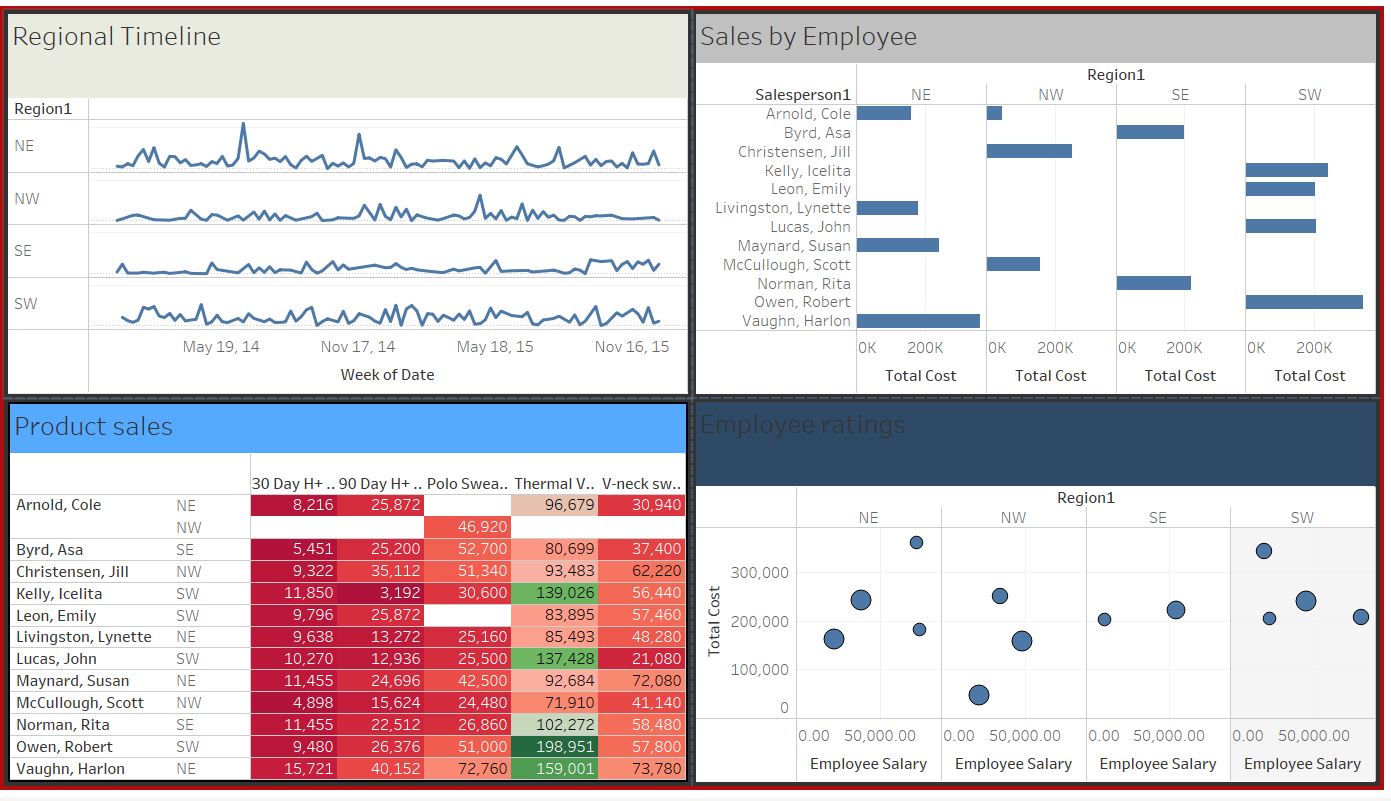 Regional Timeline
Region1
NE
NW
SE
SW
May 19, 14 Nov 17, 14 May 18, 15 Nov 16, 15
Week of Date
Sales by Employee
Region1
Salesperson1 NE NW SE SW
Arnold, Cole
Byrd, Asa
Christensen, Jill
Kelly, Icelita
Leon, Emily
Livingston, Lynette
Lucas, John
Maynard, Susan
McCullough, Scott
Norman, Rita
Owen, Robert
Vaughn, Harlon
0K 200K 0K 200K 0K 200K 0K 200K
Total Cost Total Cost Total Cost Total Cost
Product sales
30 Day H+ .. 90 Day H+ .. Polo Swea.. Thermal V.. V-neck sw..
Arnold, Cole NE 8,216 25,872 96,679 30,940
NW 46,920
Byrd, Asa SE 5,451 25,200 52,700 80,699 37,400
Christensen, Jill NW 9,322 35,112 51,340 93,483 62,220
Kelly, Icelita SW 11,850 3,192 30,600 139,026 56,440
Leon, Emily SW 9,796 25,872 83,895 57,460
Livingston, Lynette NE 9,638 13,272 25,160 85,493 48,280
Lucas, John SW 10,270 12,936 25,500 137,428 21,080
Maynard, Susan NE 11,455 24,696 42,500 92,684 72,080
McCullough, Scott NW 4,898 15,624 24,480 71,910 41,140
Norman, Rita SE 11,455 22,512 26,860 102,272 58,480
Owen, Robert SW 9,480 26,376 51,000 198,951 57,800
Vaughn, Harlon NE 15,721 40,152 72,760 159,001 73,780
Employee ratings
Region1
NE NW SE SW
Total Cost
300,000
200,000
100,000
0
0.00 50,000.00 0.00 50,000.00 0.00 50,000.00 0.00 50,000.00
Employee Salary Employee Salary Employee Salary Employee Salary